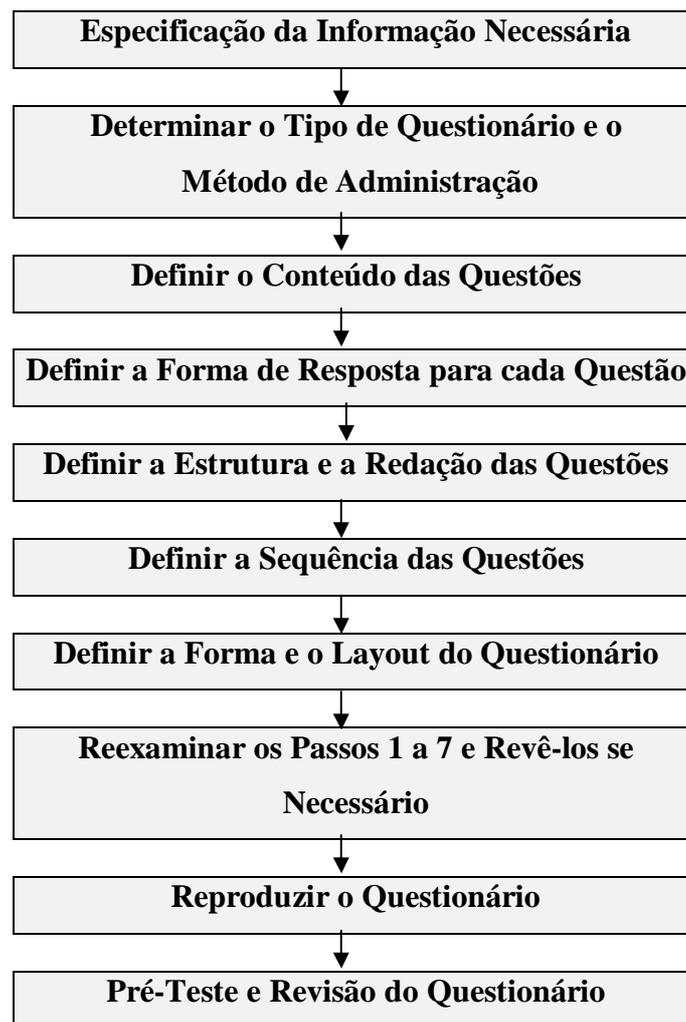 Especificação da Informação Necessária
Determinar o Tipo de Questionário e o
Método de Administração
Definir o Conteúdo das Questões
Definir a Forma de Resposta para cada Questão
Definir a Estrutura e a Redação das Questões
Definir a Sequência das Questões
Definir a Forma e o Layout do Questionário
Reexaminar os Passos 1 a 7 e Revê-los se
Necessário
Reproduzir o Questionário
Pré-Teste e Revisão do Questionário